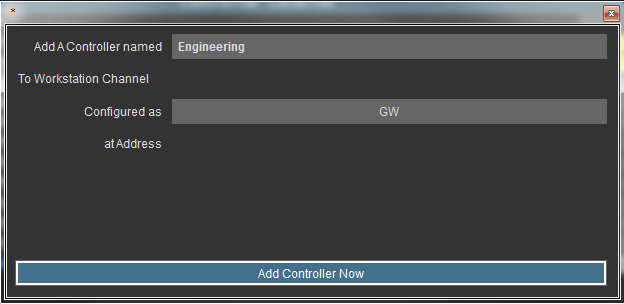 *
Add A Controller named Engineering
To Workstation Channel
Configured as GW
at Address
Add Controller Now